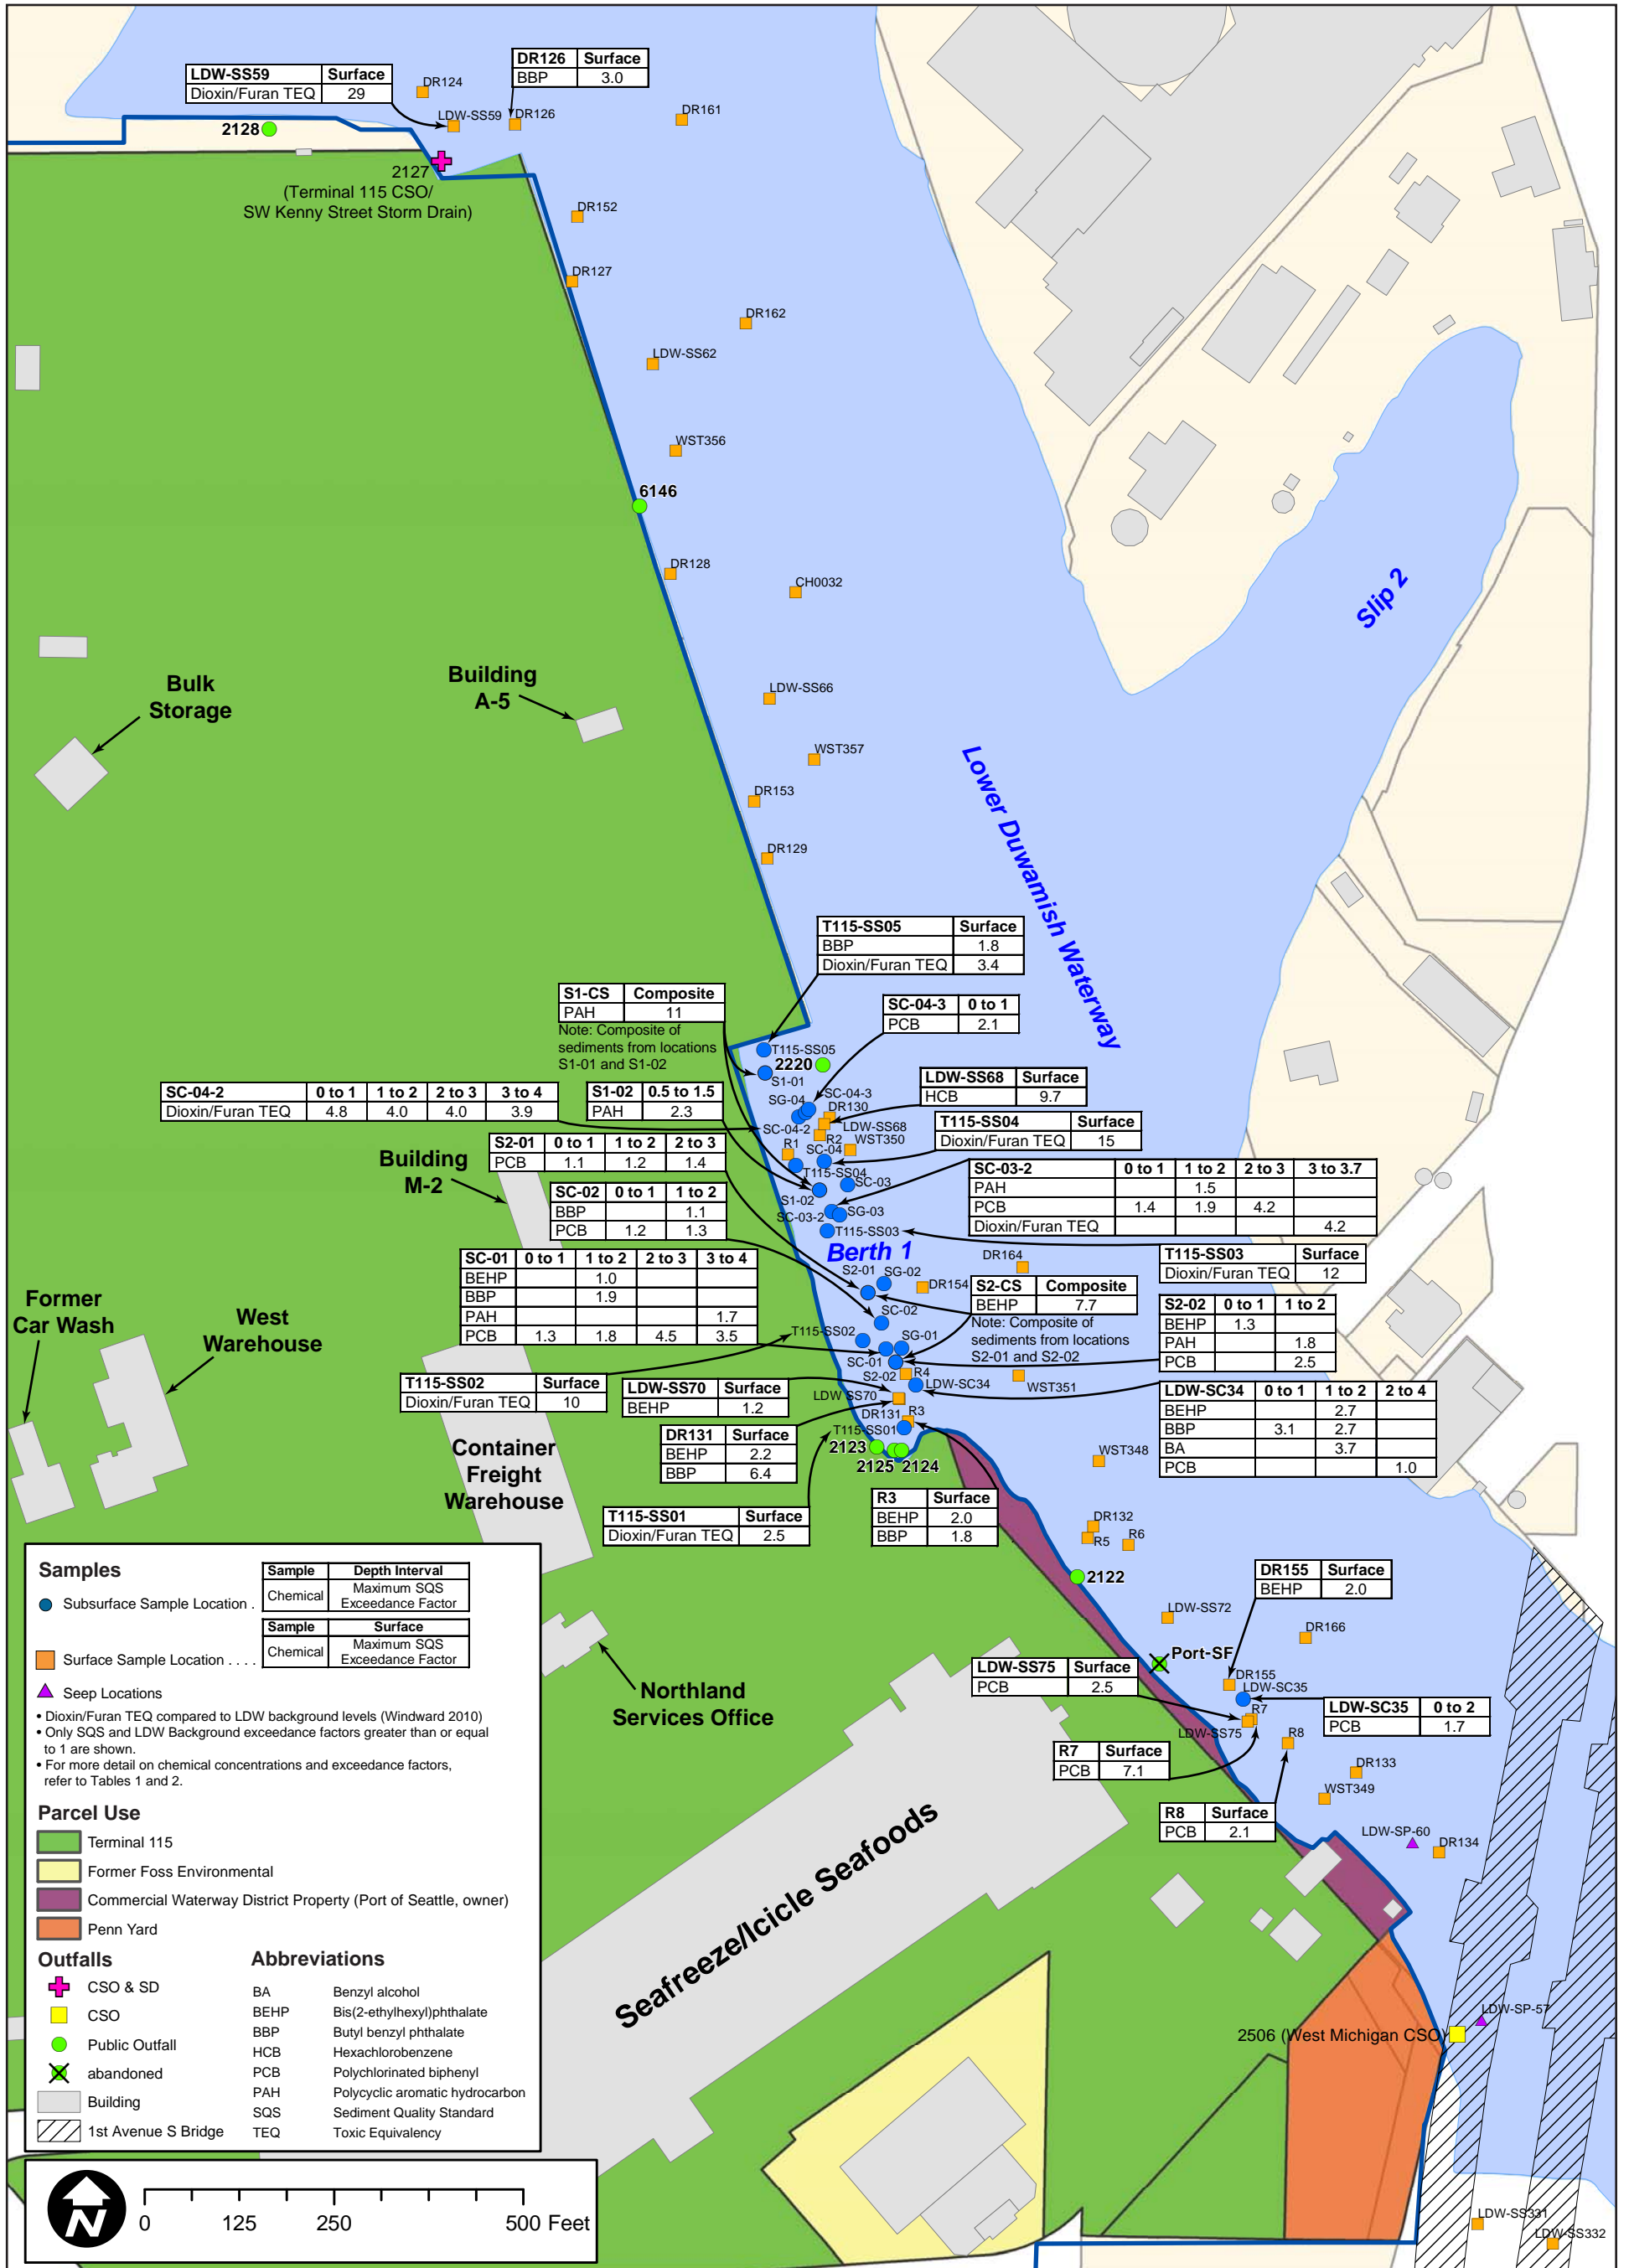 LDW-SS59 Surface
Dioxin/Furan TEQ 29
DR126 Surface
BBP 3.0
DR124
LDW-SS59
DR126
DR161
2128
2127
(Terminal 115 CSO/
SW Kenny Street Storm Drain)
DR152
DR127
DR162
LDW-SS62
WST356
6146
DR128
CH0032
Slip 2
Bulk
Storage
Building
A-5
LDW-SS66
WST357
Lower Duwamish Waterway
DR153
DR129
T115-SS05 Surface
BBP 1.8
Dioxin/Furan TEQ 3.4
S1-CS Composite
PAH 11
Note: Composite of
sediments from locations
S1-01 and S1-02
SC-04-3 0 to 1
PCB 2.1
T115-SS05
2220
S1-01
LDW-SS68 Surface
HCB 9.7
SC-04-2 0 to 1 1 to 2 2 to 3 3 to 4
Dioxin/Furan TEQ 4.8 4.0 4.0 3.9
S1-02 0.5 to 1.5
PAH 2.3
SG-04
SC-04-3
DR130
SC-04-2
LDW-SS68
R2
WST350
R1
SC-04
T115-SS04 Surface
Dioxin/Furan TEQ 15
S2-01 0 to 1 1 to 2 2 to 3
PCB 1.1 1.2 1.4
Building
M-2
T115-SS04
SC-03
S1-02
SC-03-2
SG-03
T115-SS03
SC-03-2 0 to 1 1 to 2 2 to 3 3 to 3.7
PAH 1.5
PCB 1.4 1.9 4.2
Dioxin/Furan TEQ 4.2
SC-02 0 to 1 1 to 2
BBP 1.1
PCB 1.2 1.3
Berth 1
DR164
T115-SS03 Surface
Dioxin/Furan TEQ 12
SC-01 0 to 1 1 to 2 2 to 3 3 to 4
BEHP 1.0
BBP 1.9
PAH 1.7
PCB 1.3 1.8 4.5 3.5
S2-01
SG-02
DR154
S2-CS Composite
BEHP 7.7
Note: Composite of
sediments from locations
S2-01 and S2-02
S2-02 0 to 1 1 to 2
BEHP 1.3
PAH 1.8
PCB 2.5
Former
Car Wash
West
Warehouse
SC-02
T115-SS02
SG-01
SC-01
S2-02
R4
LDW-SC34
WST351
T115-SS02 Surface
Dioxin/Furan TEQ 10
LDW-SS70 Surface
BEHP 1.2
LDW-SS70
DR131
R3
T115-SS01
LDW-SC34 0 to 1 1 to 2 2 to 4
BEHP 2.7
BBP 3.1 2.7
BA 3.7
PCB 1.0
DR131 Surface
BEHP 2.2
BBP 6.4
2123
2125
2124
WST348
Container
Freight
Warehouse
T115-SS01 Surface
Dioxin/Furan TEQ 2.5
R3 Surface
BEHP 2.0
BBP 1.8
DR132
R5
R6
2122
DR155 Surface
BEHP 2.0
LDW-SS72
DR166
Port-SF
LDW-SS75 Surface
PCB 2.5
DR155
LDW-SC35
R7
LDW-SS75
R8
LDW-SC35 0 to 2
PCB 1.7
R7 Surface
PCB 7.1
DR133
WST349
R8 Surface
PCB 2.1
LDW-SP-60
DR134
Northland
Services Office
Seafreeze/Icicle Seafoods
LDW-SP-57
2506 (West Michigan CSO)
LDW-SS331
LDW-SS332
Samples
Subsurface Sample Location .
Sample Depth Interval
Chemical Maximum SQS
Exceedance Factor
Surface Sample Location . . . .
Sample Surface
Chemical Maximum SQS
Exceedance Factor
Seep Locations
• Dioxin/Furan TEQ compared to LDW background levels (Windward 2010)
• Only SQS and LDW Background exceedance factors greater than or equal
to 1 are shown.
• For more detail on chemical concentrations and exceedance factors,
refer to Tables 1 and 2.
Parcel Use
Terminal 115
Former Foss Environmental
Commercial Waterway District Property (Port of Seattle, owner)
Penn Yard
Outfalls
CSO & SD
CSO
Public Outfall
abandoned
Building
1st Avenue S Bridge
Abbreviations
BA Benzyl alcohol
BEHP Bis(2-ethylhexyl)phthalate
BBP Butyl benzyl phthalate
HCB Hexachlorobenzene
PCB Polychlorinated biphenyl
PAH Polycyclic aromatic hydrocarbon
SQS Sediment Quality Standard
TEQ Toxic Equivalency
N
0 125 250 500 Feet